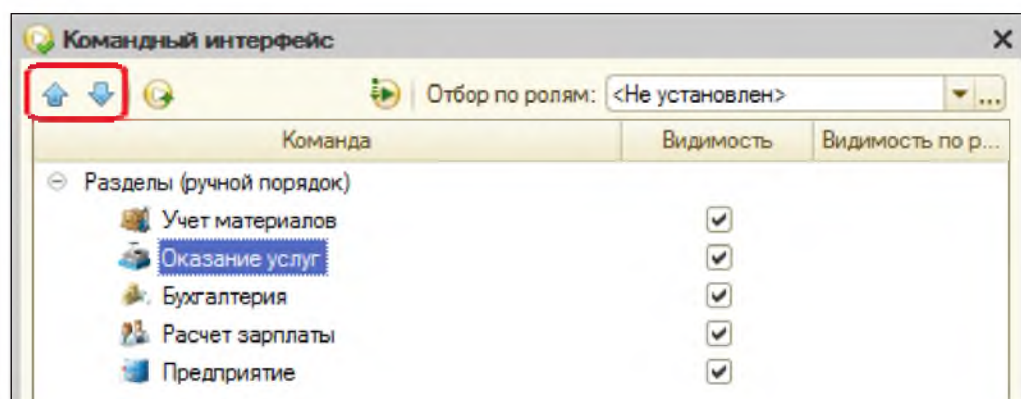 Командный интерфейс
Отбор по ролям: <Не установлен>
Команда Видимость Видимость по р...
Разделы (ручной порядок)
Учет материалов
Оказание услуг
Бухгалтерия
Расчет зарплаты
Предприятие